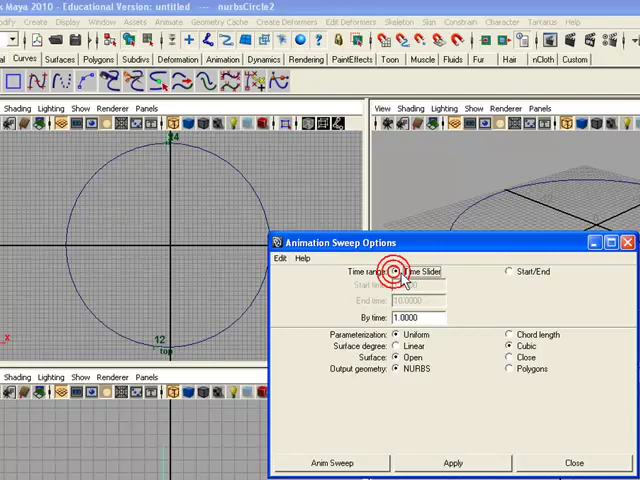 k Maya 2010 - Educational Version: untitled --- nurbsCircle2
Modify Create Display Window Assets Animate Geometry Cache Create Deformers Edit Deformers Skeleton Skin Constrain Character Tartarus Help
Curves Surfaces Polygons Subdivs Deformation Animation Dynamics Rendering PaintEffects Toon Muscle Fluids Fur Hair nCloth Custom
Shading Lighting Show Renderer Panels
View Shading Lighting Show Renderer Panels
24
12
top
x
Animation Sweep Options
Edit Help
Time range: Time Slider Start/End
Start time:
End time: 10.0000
By time: 1.0000
Parameterization: Uniform Chord length
Surface degree: Linear Cubic
Surface: Open Close
Output geometry: NURBS Polygons
Anim Sweep Apply Close
Shading Lighting Show Renderer Panels